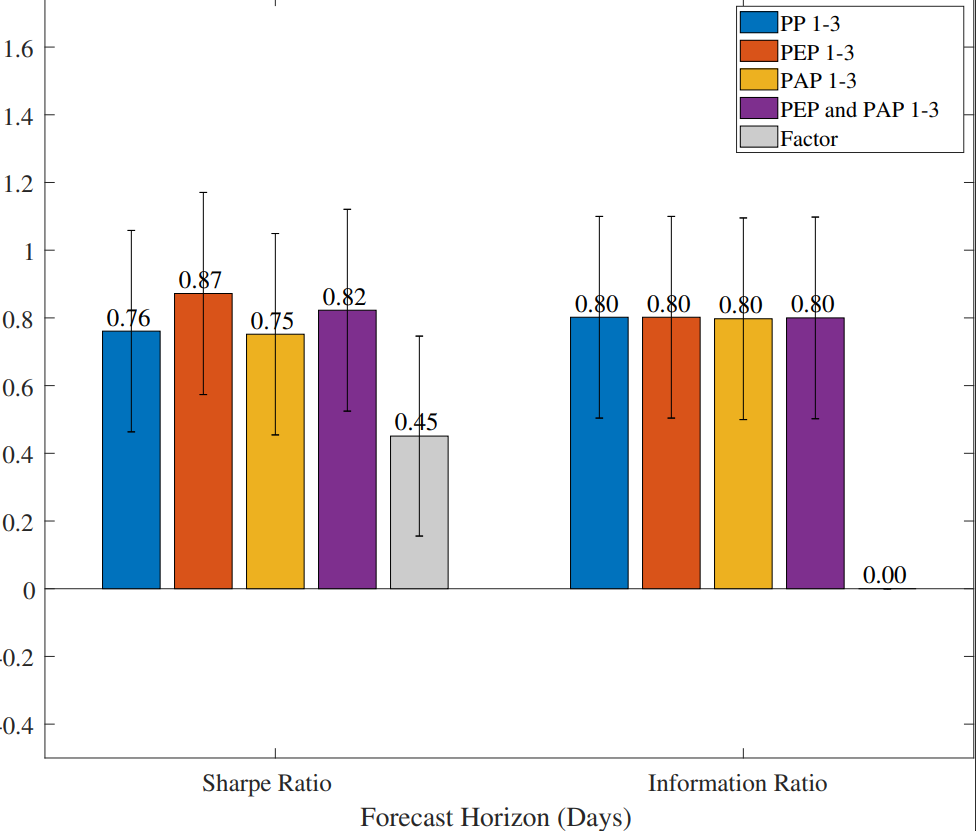 PP 1-3
PEP 1-3
PAP 1-3
PEP and PAP 1-3
Factor
1.6
1.4
1.2
1
0.8
0.6
0.4
0.2
0
-0.2
-0.4
0.76
0.87
0.75
0.82
0.45
0.80
0.80
0.80
0.80
0.00
Sharpe Ratio
Information Ratio
Forecast Horizon (Days)